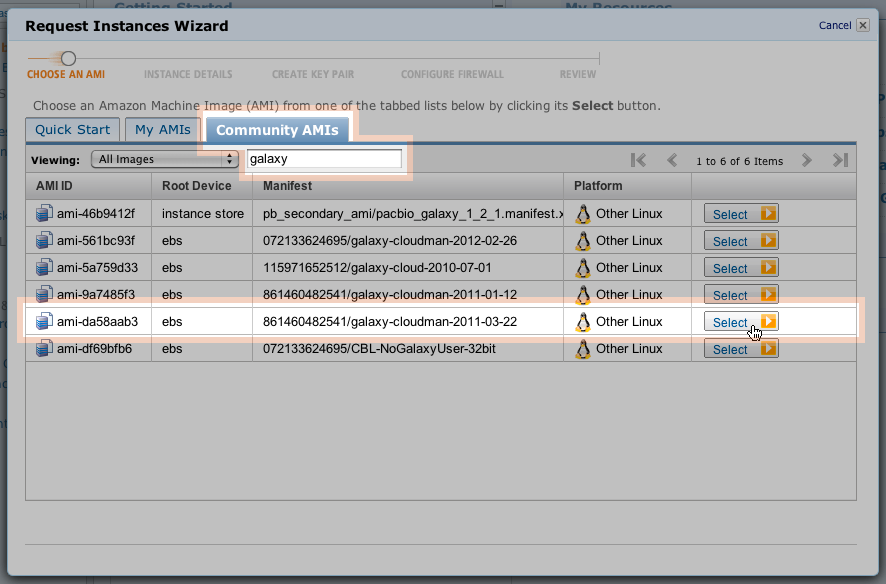 Getting Started
My Resources
Request Instances Wizard
Cancel
CHOOSE AN AMI INSTANCE DETAILS CREATE KEY PAIR CONFIGURE FIREWALL REVIEW
Choose an Amazon Machine Image (AMI) from one of the tabbed lists below by clicking its Select button.
Quick Start My AMIs Community AMIs
Viewing: All Images galaxy 1 to 6 of 6 Items
AMI ID Root Device Manifest Platform
ami-46b9412f instance store pb_secondary_ami/pacbio_galaxy_1_2_1.manifest.x Other Linux Select
ami-561bc93f ebs 072133624695/galaxy-cloudman-2012-02-26 Other Linux Select
ami-5a759d33 ebs 115971652512/galaxy-cloud-2010-07-01 Other Linux Select
ami-9a7485f3 ebs 861460482541/galaxy-cloudman-2011-01-12 Other Linux Select
ami-da58aab3 ebs 861460482541/galaxy-cloudman-2011-03-22 Other Linux Select
ami-df69bfb6 ebs 072133624695/CBL-NoGalaxyUser-32bit Other Linux Select